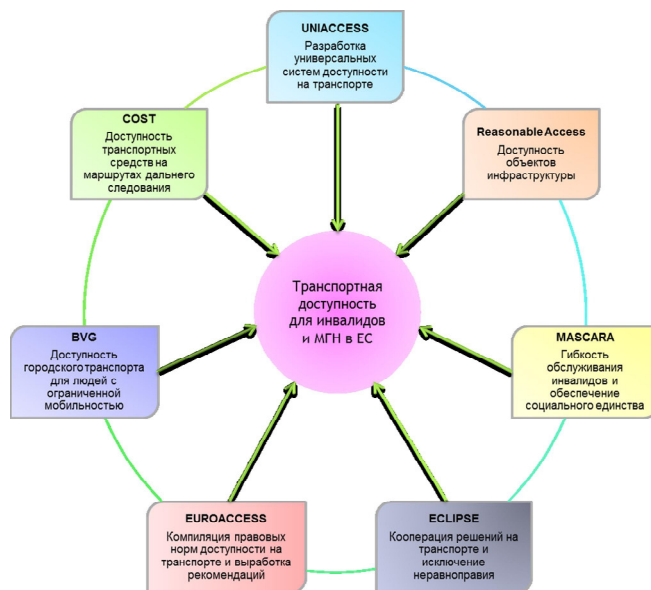 UNIACCESS
Разработка
универсальных
систем доступности
на транспорте
COST
Доступность
транспортных
средств на
маршрутах дальнего
следования
Reasonable Access
Доступность
объектов
инфраструктуры
Транспортная
доступность
для инвалидов
и МГН в ЕС
BVG
Доступность
городского транспорта
для людей с
ограниченной
мобильностью
MASCARA
Гибкость
обслуживания
инвалидов и
обеспечение
социального единства
EUROACCESS
Компиляция правовых
норм доступности на
транспорте и выработка
рекомендаций
ECLIPSE
Кооперация решений на
транспорте и
исключение
неравноправия